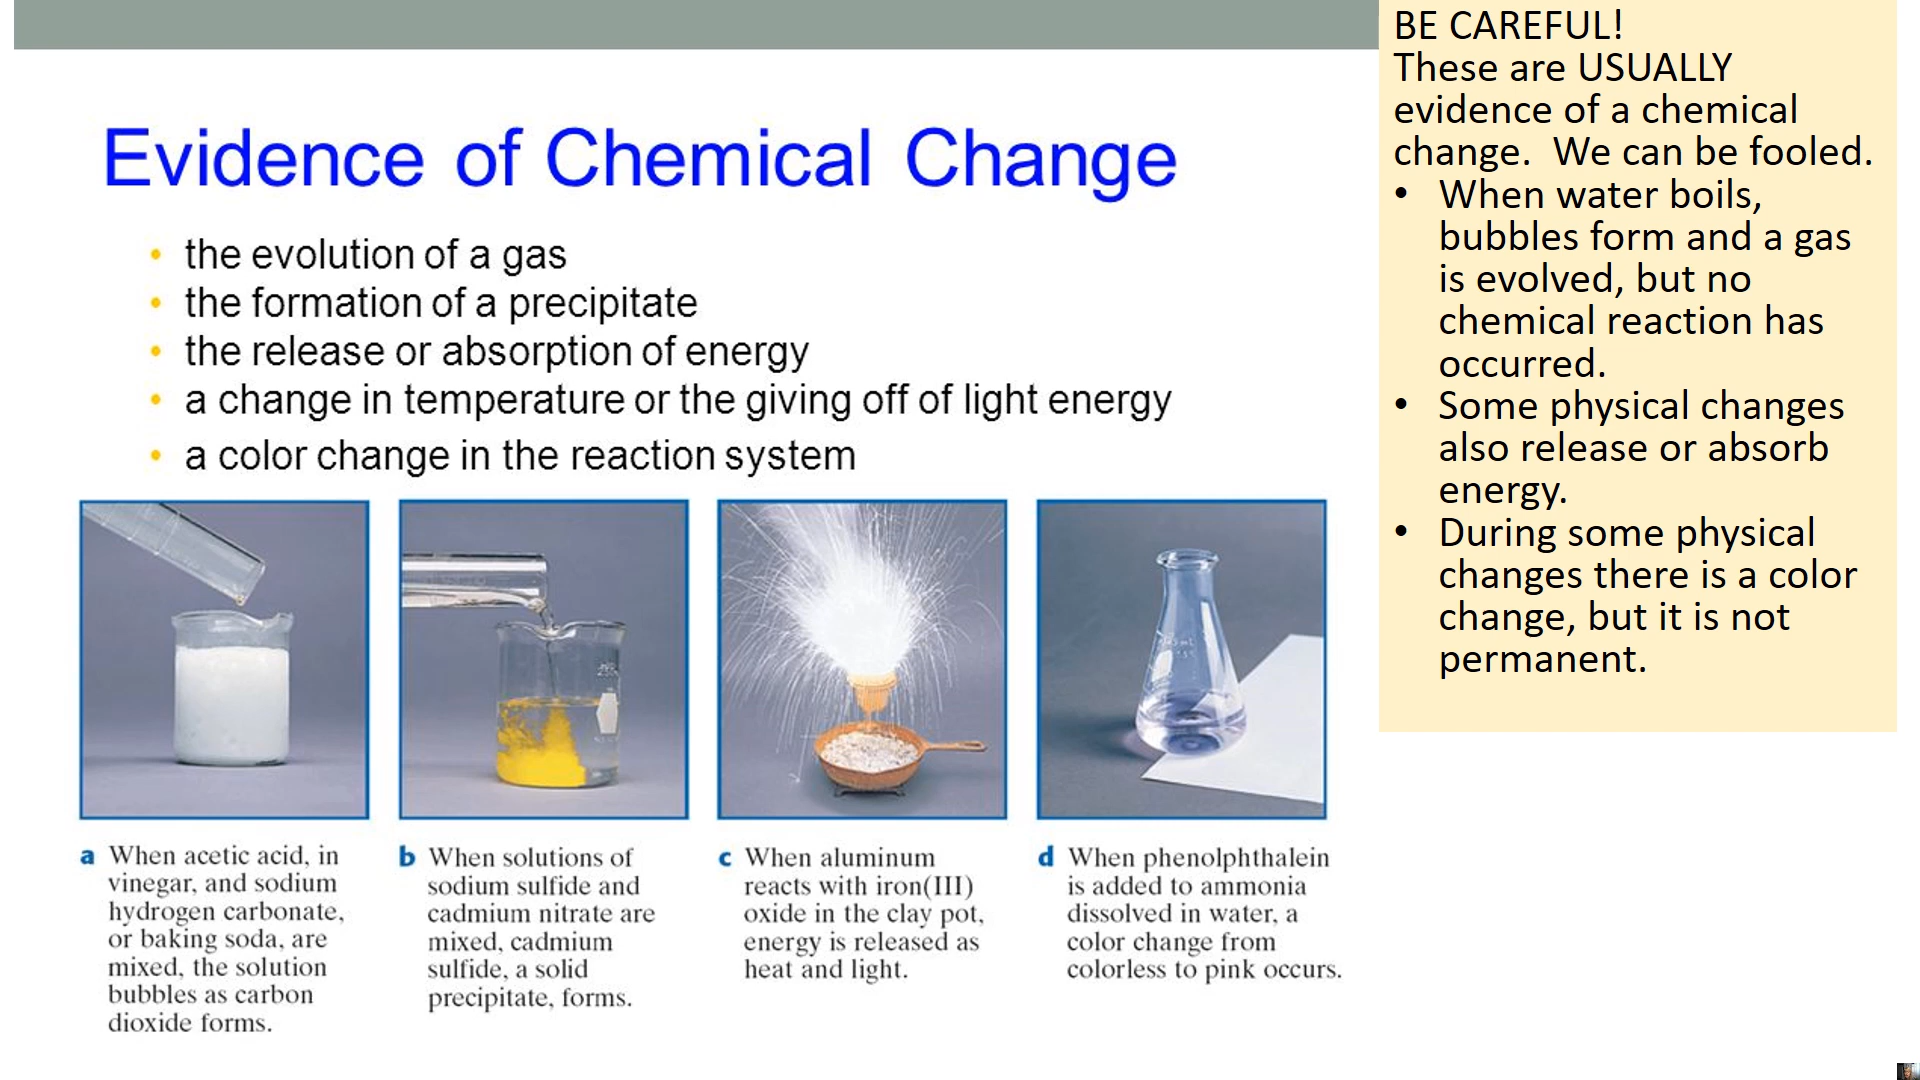 Evidence of Chemical Change
• the evolution of a gas
• the formation of a precipitate
• the release or absorption of energy
• a change in temperature or the giving off of light energy
• a color change in the reaction system
a When acetic acid, in
vinegar, and sodium
hydrogen carbonate,
or baking soda, are
mixed, the solution
bubbles as carbon
dioxide forms.
b When solutions of
sodium sulfide and
cadmium nitrate are
mixed, cadmium
sulfide, a solid
precipitate, forms.
c When aluminum
reacts with iron(III)
oxide in the clay pot,
energy is released as
heat and light.
d When phenolphthalein
is added to ammonia
dissolved in water, a
color change from
colorless to pink occurs.
BE CAREFUL!
These are USUALLY
evidence of a chemical
change.  We can be fooled.
• When water boils,
bubbles form and a gas
is evolved, but no
chemical reaction has
occurred.
• Some physical changes
also release or absorb
energy.
• During some physical
changes there is a color
change, but it is not
permanent.